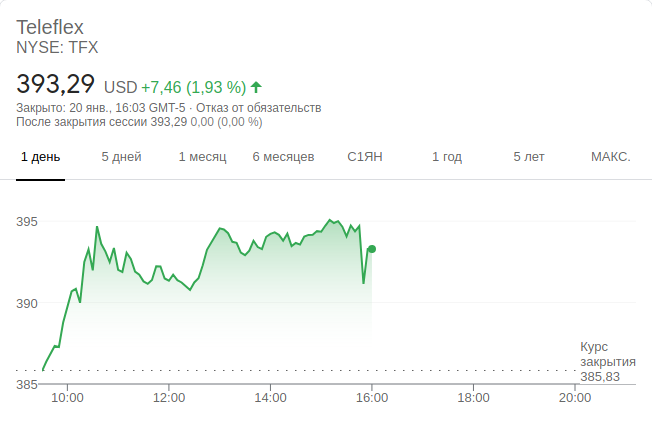 Teleflex
NYSE: TFX
393,29 USD +7,46 (1,93 %)
Закрыто: 20 янв., 16:03 GMT-5 · Отказ от обязательств
После закрытия сессии 393,29 0,00 (0,00 %)
1 день 5 дней 1 месяц 6 месяцев С1ЯН 1 год 5 лет МАКС.
395
390
Курс
закрытия
385,83
385
10:00 12:00 14:00 16:00 18:00 20:00